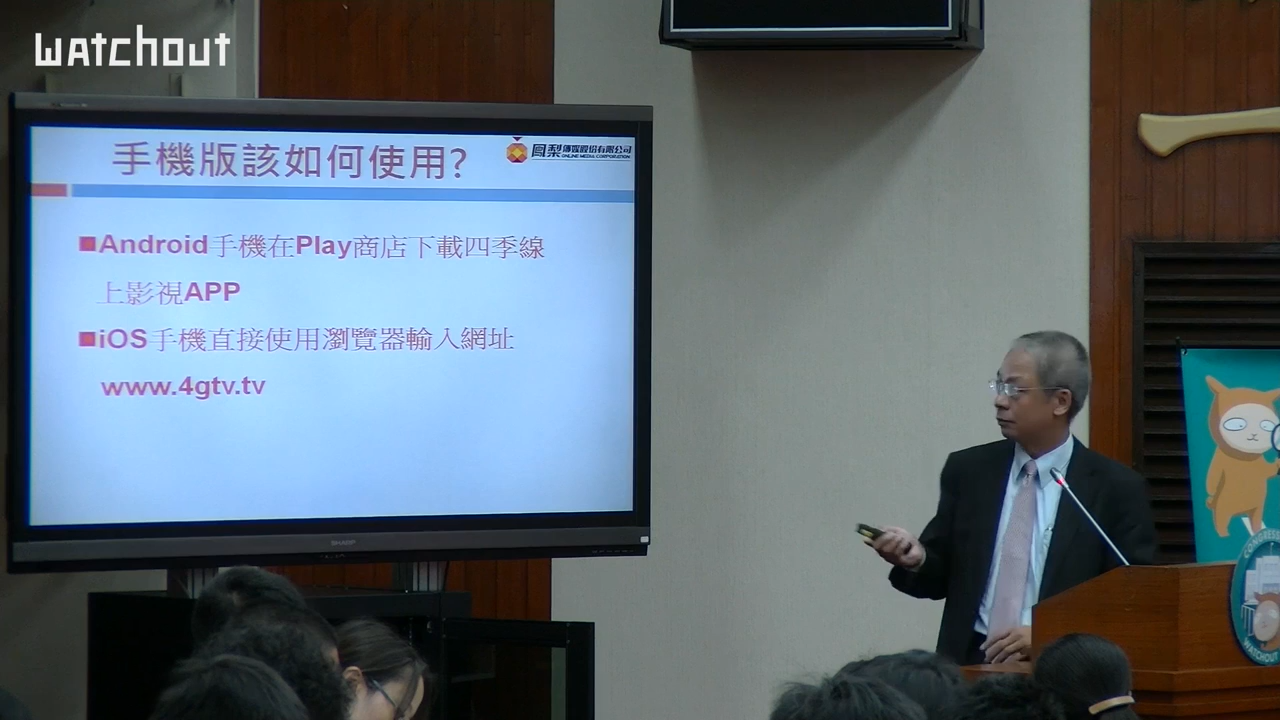 WATCHOUT
手機版該如何使用?
鳳梨傳媒股份有限公司
ONLINE MEDIA CORPORATION
■Android手機在Play商店下載四季線
上影視APP
■iOS手機直接使用瀏覽器輸入網址
www.4gtv.tv
SHARP
CONGRESS
WATCHOUT